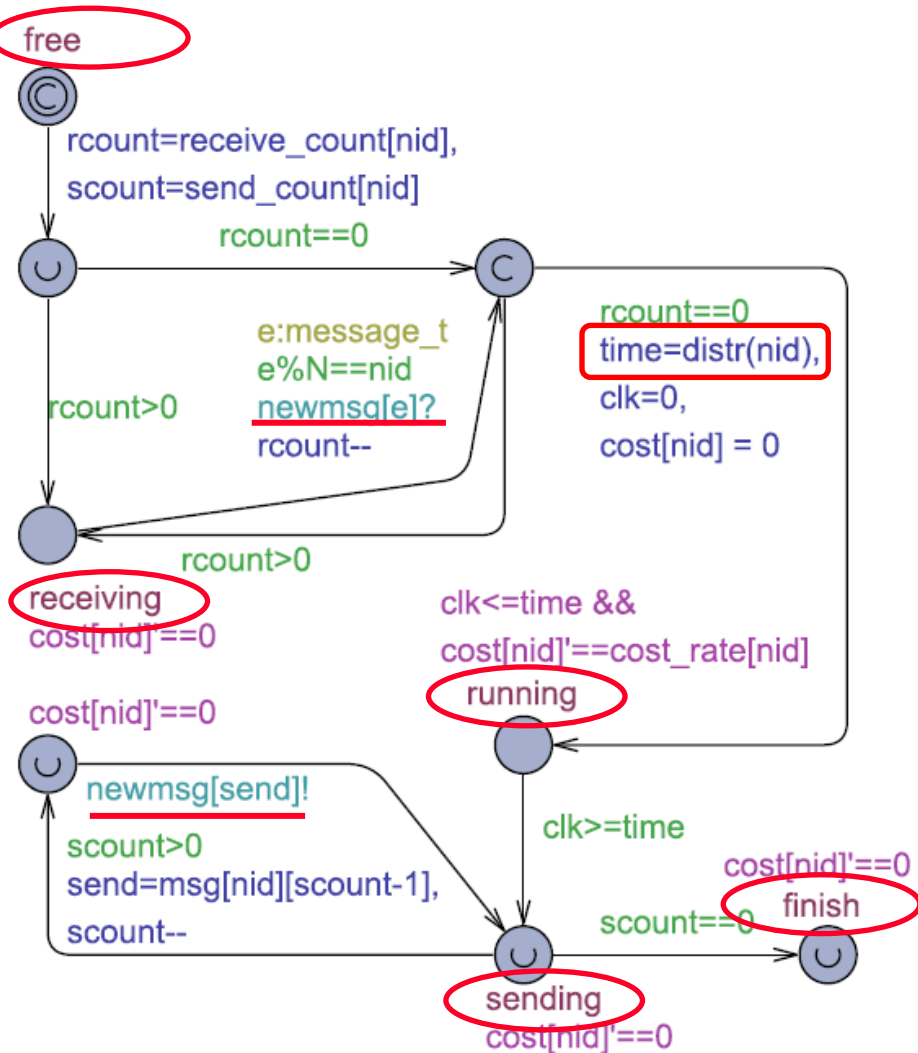 free
C
rcount=receive_count[nid],
scount=send_count[nid]
rcount==0
C
e:message_t
e%N==nid
newmsg[e]?
rcount--
rcount==0
time=distr(nid),
clk=0,
cost[nid] = 0
rcount>0
rcount>0
receiving
cost[nid]'==0
clk<=time &&
cost[nid]'==cost_rate[nid]
running
cost[nid]'==0
newmsg[send]!
scount>0
send=msg[nid][scount-1],
scount--
clk>=time
cost[nid]'==0
finish
scount==0
sending
cost[nid]'==0